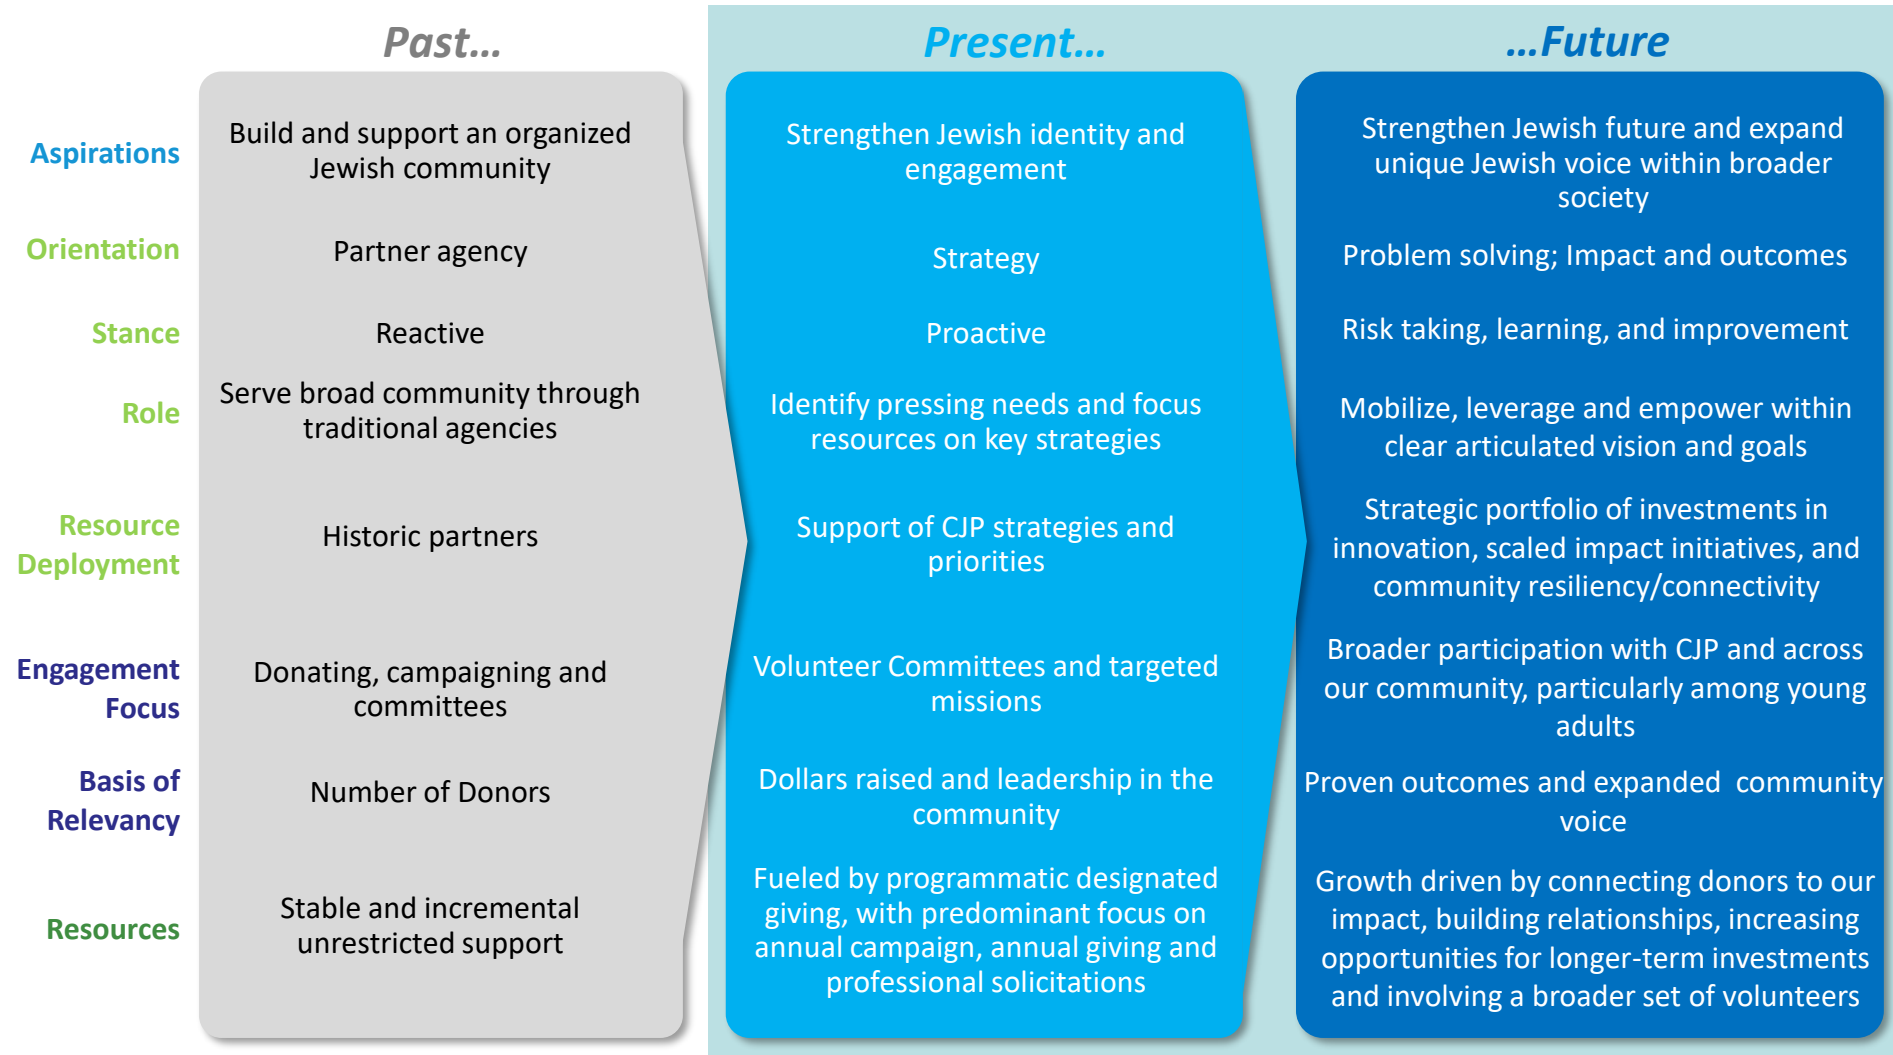 Past...
Present...
...Future
Aspirations
Build and support an organized
Jewish community
Strengthen Jewish identity and
engagement
Strengthen Jewish future and expand
unique Jewish voice within broader
society
Orientation
Partner agency
Strategy
Problem solving; Impact and outcomes
Stance
Reactive
Proactive
Risk taking, learning, and improvement
Role
Serve broad community through
traditional agencies
Identify pressing needs and focus
resources on key strategies
Mobilize, leverage and empower within
clear articulated vision and goals
Resource
Deployment
Historic partners
Support of CJP strategies and
priorities
Strategic portfolio of investments in
innovation, scaled impact initiatives, and
community resiliency/connectivity
Engagement
Focus
Donating, campaigning and
committees
Volunteer Committees and targeted
missions
Broader participation with CJP and across
our community, particularly among young
adults
Basis of
Relevancy
Number of Donors
Dollars raised and leadership in the
community
Proven outcomes and expanded  community
voice
Resources
Stable and incremental
unrestricted support
Fueled by programmatic designated
giving, with predominant focus on
annual campaign, annual giving and
professional solicitations
Growth driven by connecting donors to our
impact, building relationships, increasing
opportunities for longer-term investments
and involving a broader set of volunteers